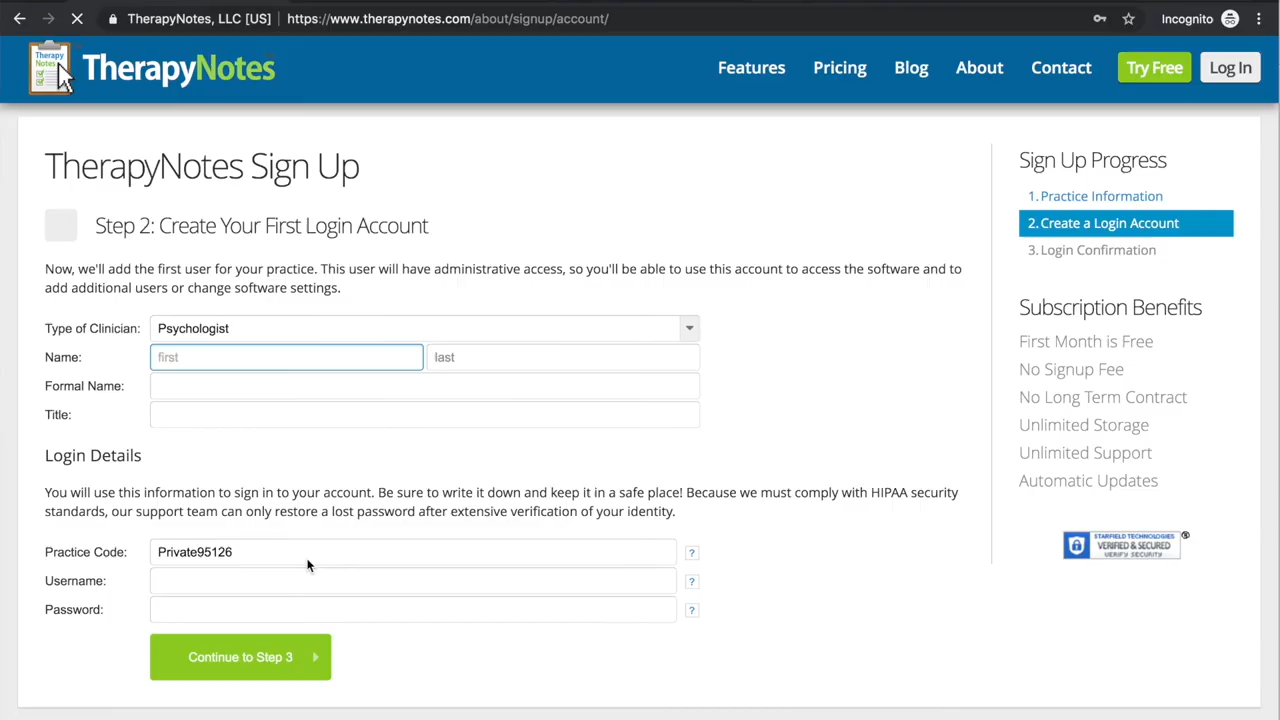 TherapyNotes, LLC [US] | https://www.therapynotes.com/about/signup/account/
Incognito
Therapy
Notes
TherapyNotes
Features
Pricing
Blog
About
Contact
Try Free
Log In
TherapyNotes Sign Up
Step 2: Create Your First Login Account
Now, we'll add the first user for your practice. This user will have administrative access, so you'll be able to use this account to access the software and to
add additional users or change software settings.
Type of Clinician: Psychologist
Name: first last
Formal Name:
Title:
Login Details
You will use this information to sign in to your account. Be sure to write it down and keep it in a safe place! Because we must comply with HIPAA security
standards, our support team can only restore a lost password after extensive verification of your identity.
Practice Code: Private95126 ?
Username: ?
Password: ?
Continue to Step 3
Sign Up Progress
1. Practice Information
2. Create a Login Account
3. Login Confirmation
Subscription Benefits
First Month is Free
No Signup Fee
No Long Term Contract
Unlimited Storage
Unlimited Support
Automatic Updates
STARFIELD TECHNOLOGIES
VERIFIED & SECURED
VERIFY SECURITY
®